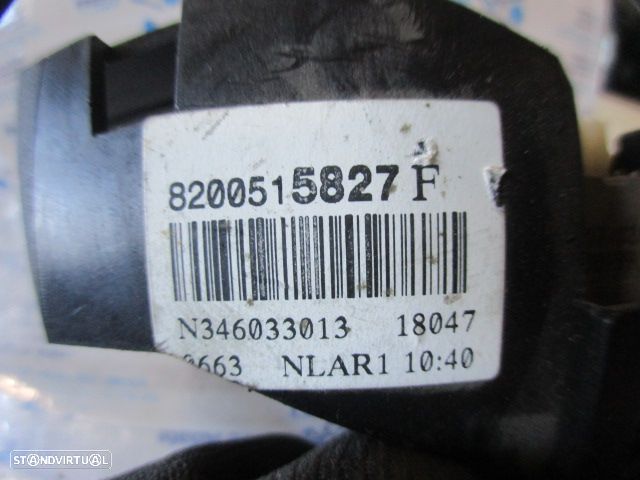 8200515827 F
N346033013 18047
0663 NLAR1 10:40
STANDVIRTUAL